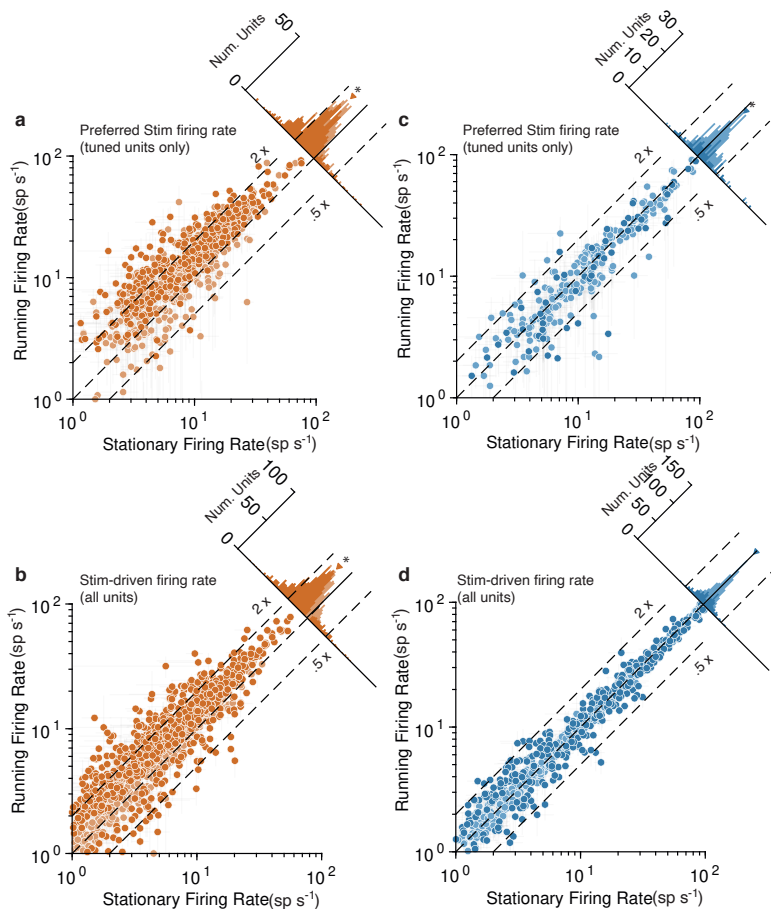 Num. Units
0
50
a
Preferred Stim firing rate
(tuned units only)
*
2 x
.5 x
10²
10¹
10⁰
Running Firing Rate(sp s⁻¹)
10⁰ 10¹ 10²
Stationary Firing Rate(sp s⁻¹)
Num. Units
0
10
20
30
c
Preferred Stim firing rate
(tuned units only)
*
2 x
.5 x
10²
10¹
10⁰
Running Firing Rate(sp s⁻¹)
10⁰ 10¹ 10²
Stationary Firing Rate(sp s⁻¹)
Num. Units
0
50
100
b
Stim-driven firing rate
(all units)
*
2 x
.5 x
10²
10¹
10⁰
Running Firing Rate(sp s⁻¹)
10⁰ 10¹ 10²
Stationary Firing Rate(sp s⁻¹)
Num. Units
0
50
100
150
d
Stim-driven firing rate
(all units)
2 x
.5 x
10²
10¹
10⁰
Running Firing Rate(sp s⁻¹)
10⁰ 10¹ 10²
Stationary Firing Rate(sp s⁻¹)